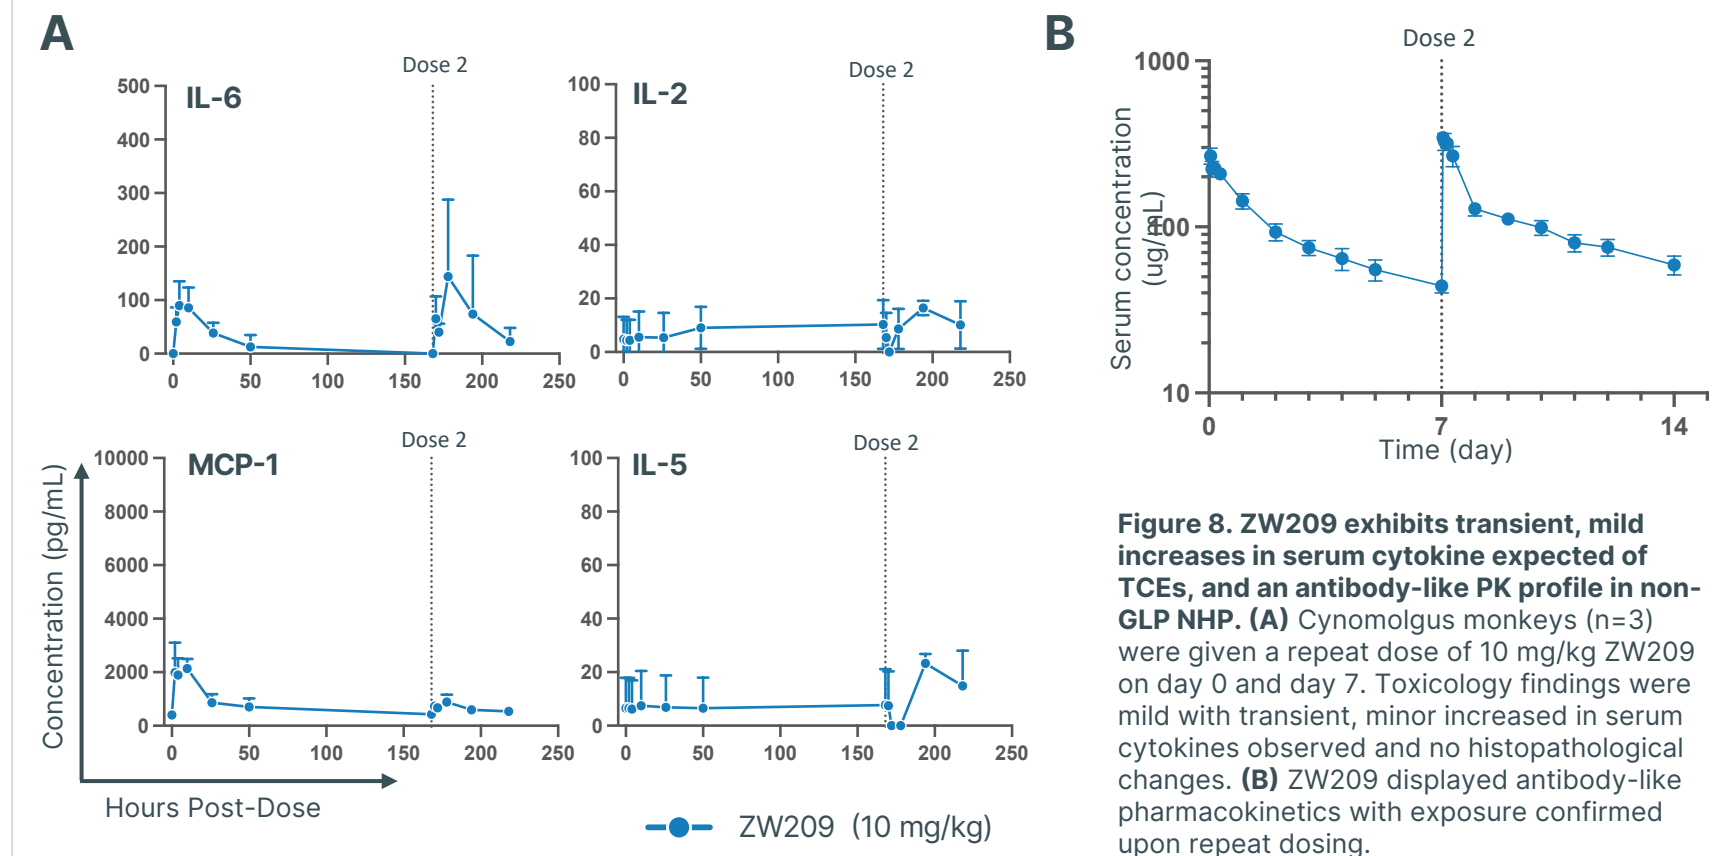 A
Dose 2
IL-6
500
400
300
200
100
0
0 50 100 150 200 250
Dose 2
IL-2
100
80
60
40
20
0
0 50 100 150 200 250
Dose 2
MCP-1
10000
8000
6000
4000
2000
0
0 50 100 150 200 250
Dose 2
IL-5
100
80
60
40
20
0
0 50 100 150 200 250
Concentration (pg/mL)
Hours Post-Dose
ZW209 (10 mg/kg)
B
Dose 2
1000
100
10
Serum concentration
(ug/mL)
0 7 14
Time (day)
Figure 8. ZW209 exhibits transient, mild
increases in serum cytokine expected of
TCEs, and an antibody-like PK profile in non-
GLP NHP. (A) Cynomolgus monkeys (n=3)
were given a repeat dose of 10 mg/kg ZW209
on day 0 and day 7. Toxicology findings were
mild with transient, minor increased in serum
cytokines observed and no histopathological
changes. (B) ZW209 displayed antibody-like
pharmacokinetics with exposure confirmed
upon repeat dosing.